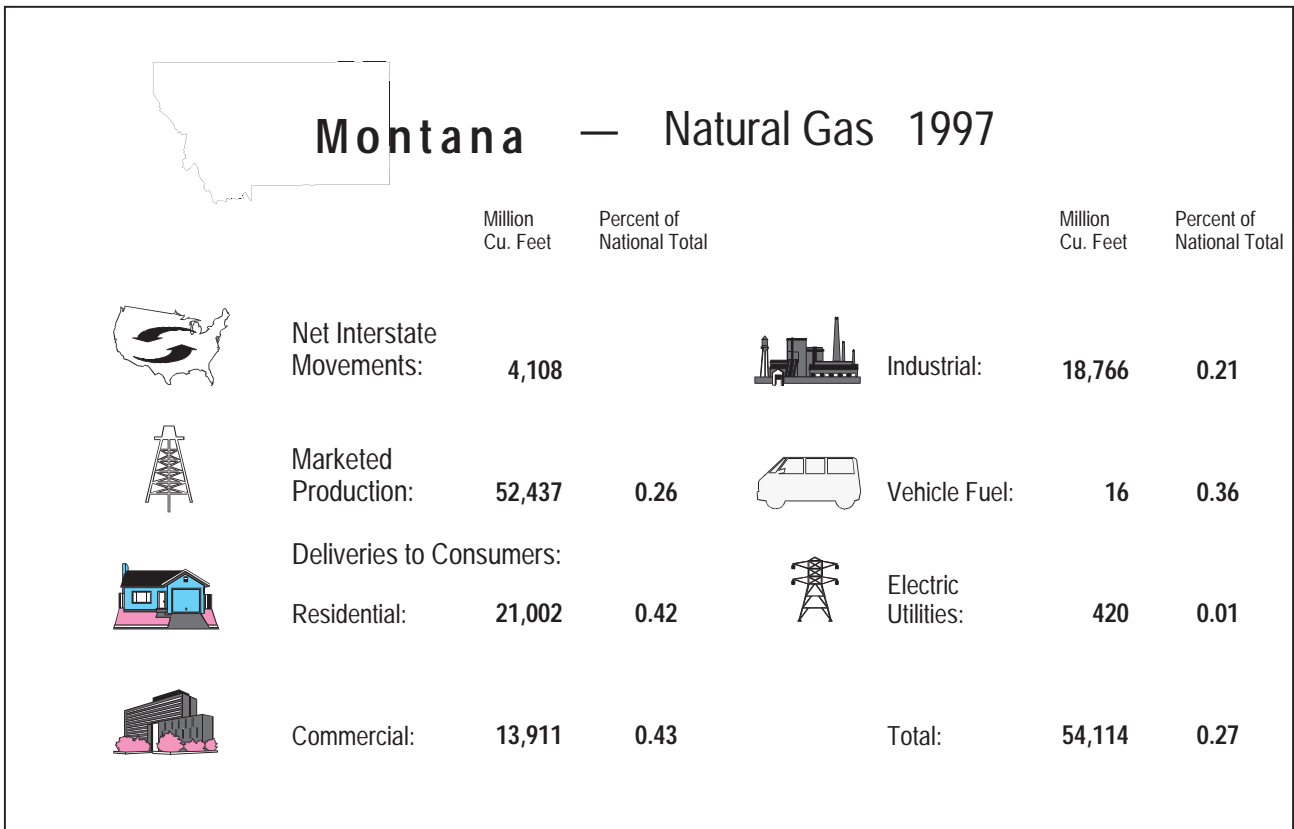 Montana — Natural Gas 1997
Million
Cu. Feet
Percent of
National Total
Million
Cu. Feet
Percent of
National Total
Net Interstate
Movements: 4,108
Marketed
Production: 52,437 0.26
Deliveries to Consumers:
Residential: 21,002 0.42
Commercial: 13,911 0.43
Industrial: 18,766 0.21
Vehicle Fuel: 16 0.36
Electric
Utilities: 420 0.01
Total: 54,114 0.27